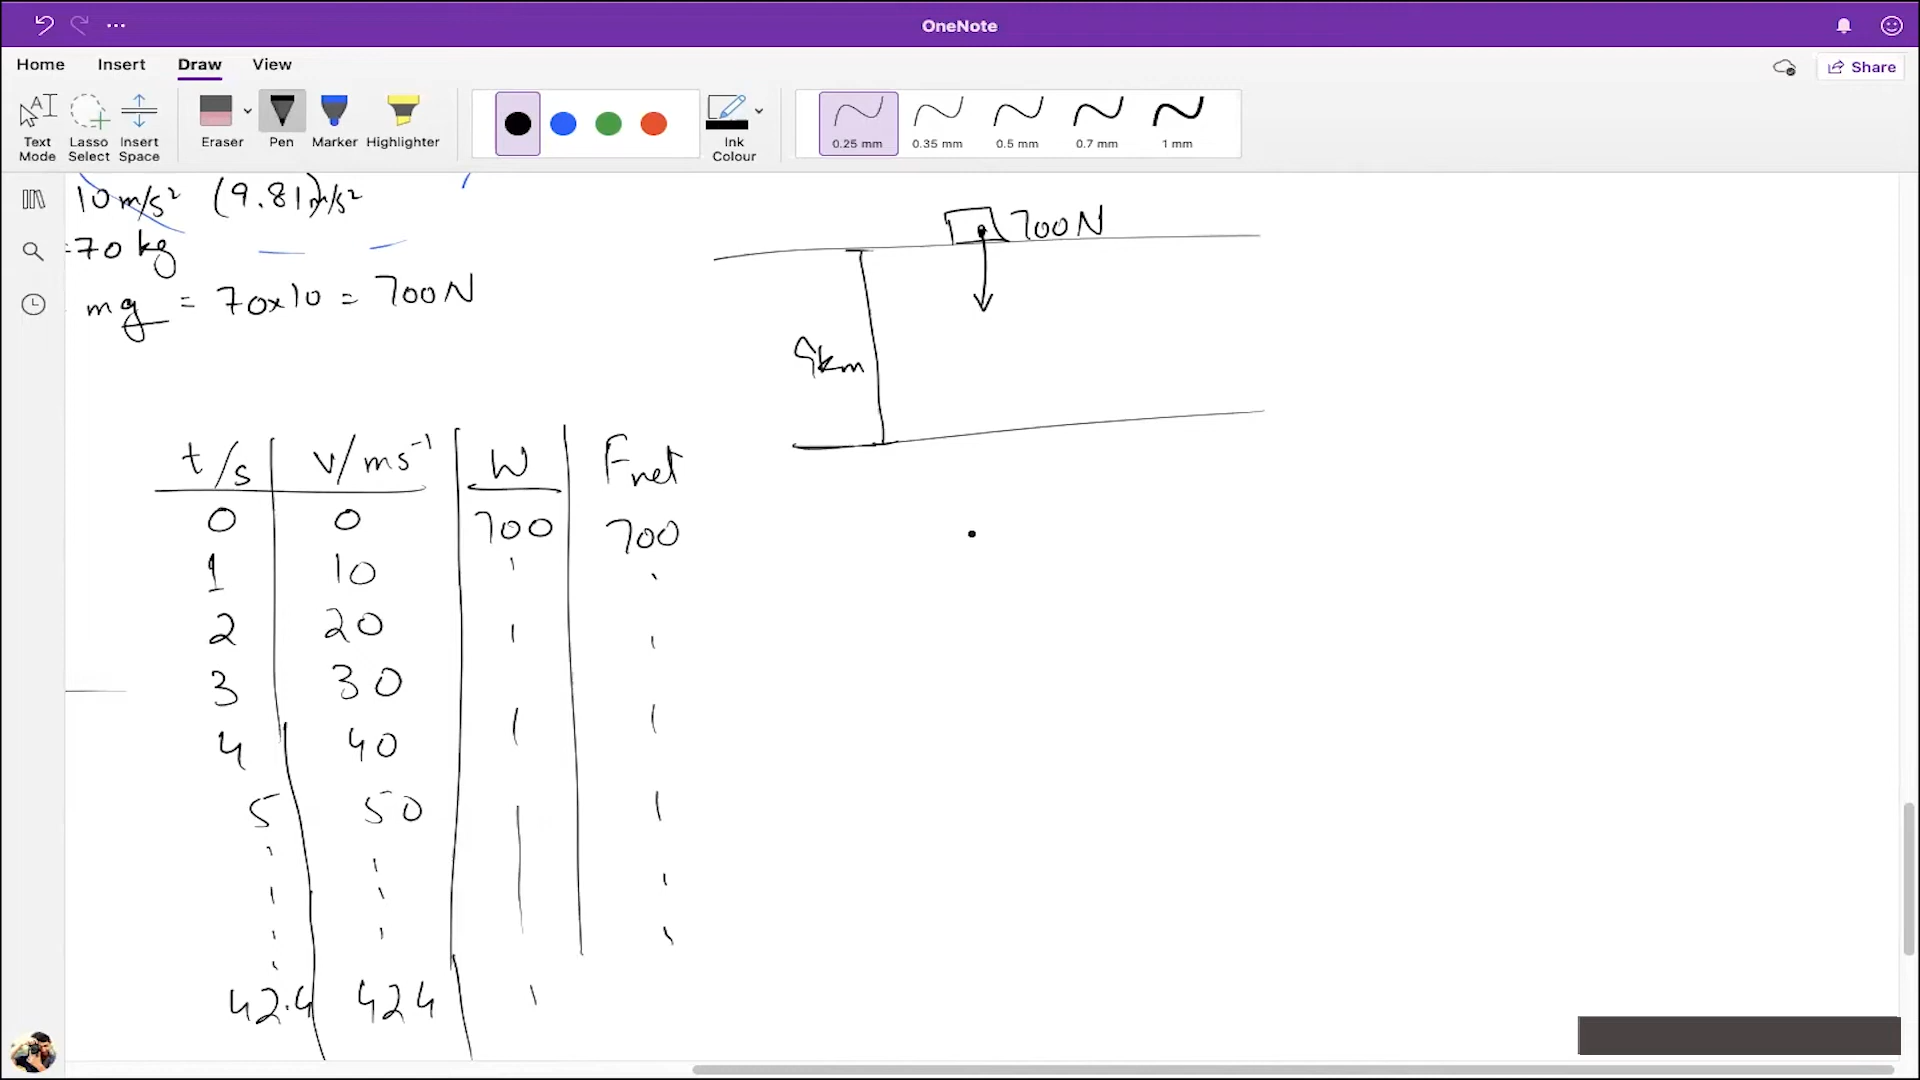 OneNote
Home Insert Draw View
Share
Text Mode
Lasso Select
Insert Space
Eraser
Pen
Marker
Highlighter
Ink Colour
0.25 mm
0.35 mm
0.5 mm
0.7 mm
1 mm
10 m/s² (9.81)m/s²
=70 kg
mg = 70x10 = 700N
700N
9km
t/s v/ms⁻¹ W Fnet
0 0 700 700
1 10
2 20
3 30
4 40
5 50
42.4 424